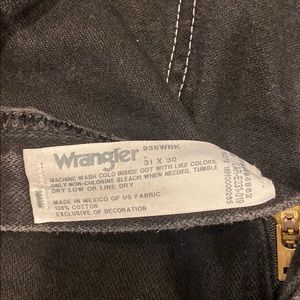 Wrangler 936WBK
31 X 30
MACHINE WASH COLD INSIDE OUT WITH LIKE COLORS.
ONLY NON-CHLORINE BLEACH WHEN NEEDED, TUMBLE
DRY LOW OR LINE DRY
MADE IN MEXICO OF US FABRIC
100% COTTON
EXCLUSIVE OF DECORATION